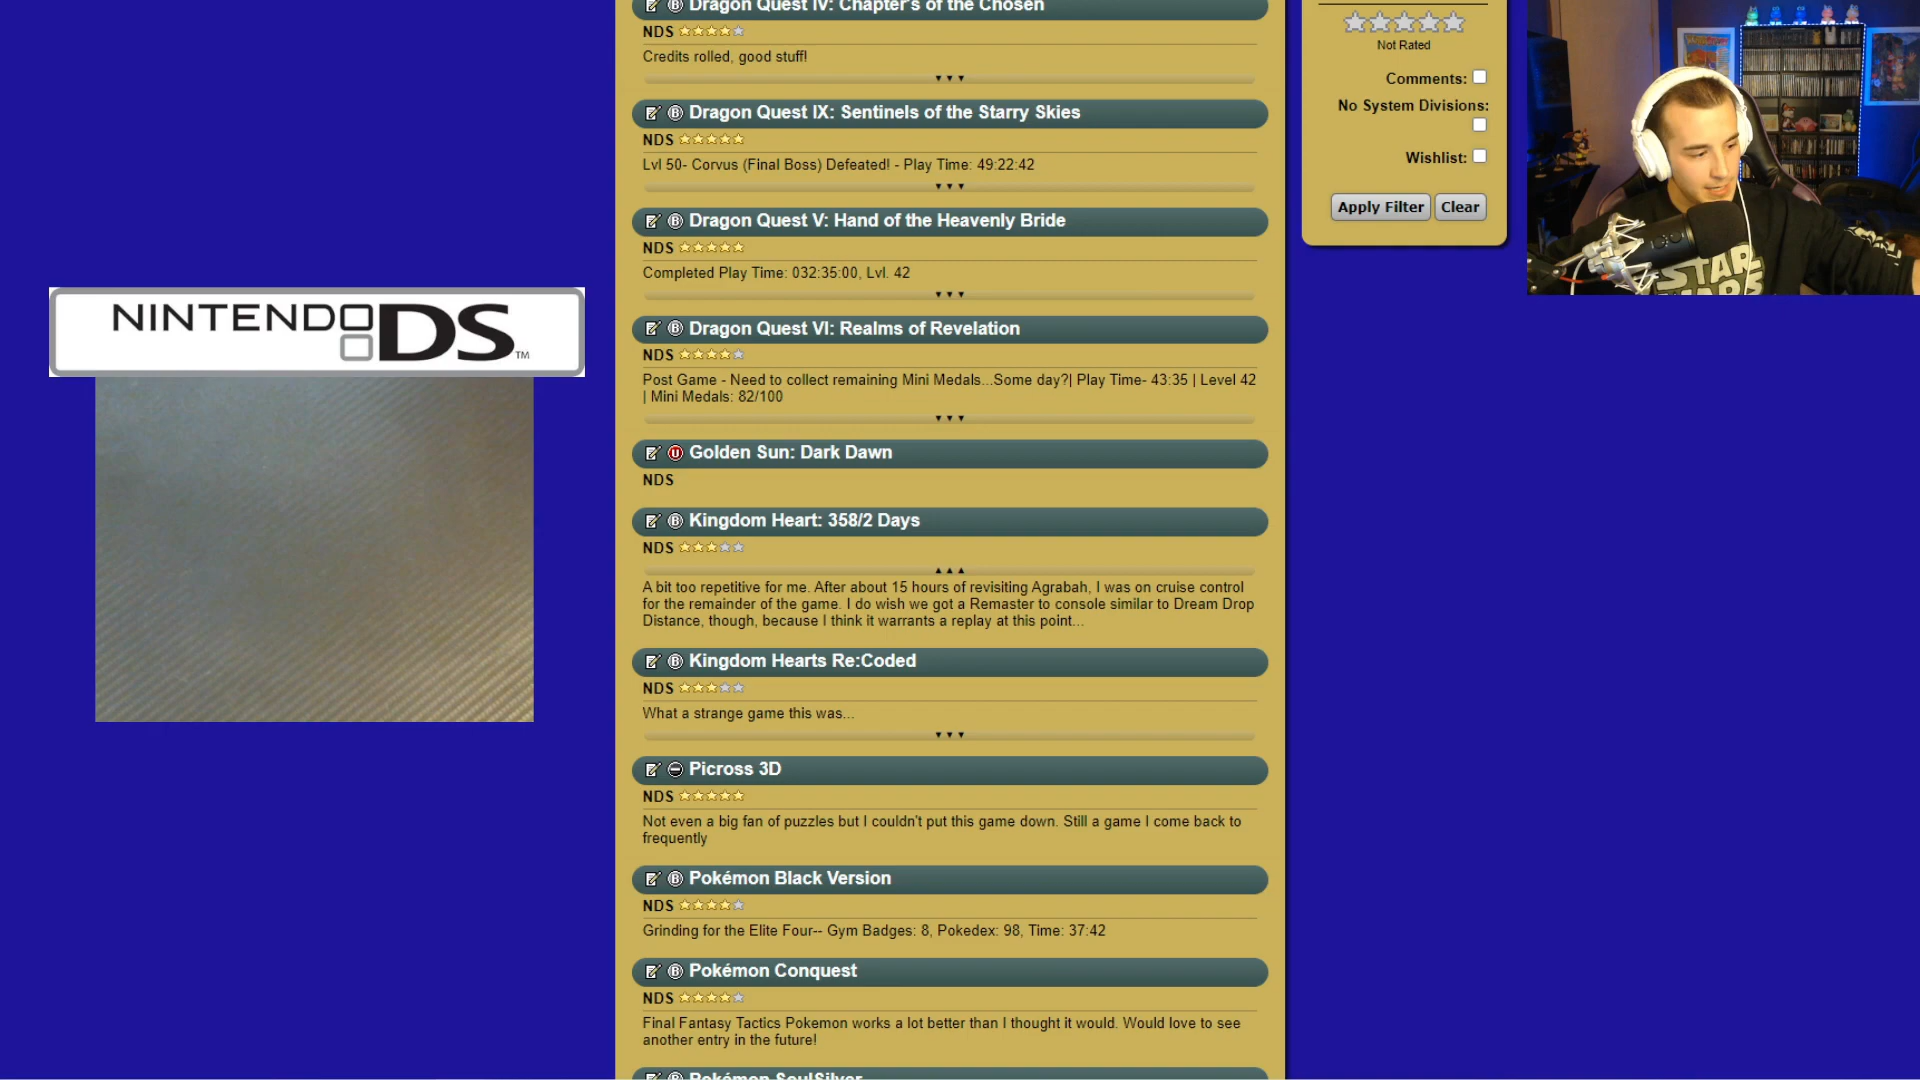 Dragon Quest IV: Chapter's of the Chosen
NDS
Credits rolled, good stuff!
Dragon Quest IX: Sentinels of the Starry Skies
NDS
Lvl 50- Corvus (Final Boss) Defeated! - Play Time: 49:22:42
Dragon Quest V: Hand of the Heavenly Bride
NDS
Completed Play Time: 032:35:00, Lvl. 42
Dragon Quest VI: Realms of Revelation
NDS
Post Game - Need to collect remaining Mini Medals...Some day?| Play Time- 43:35 | Level 42
| Mini Medals: 82/100
Golden Sun: Dark Dawn
NDS
Kingdom Heart: 358/2 Days
NDS
A bit too repetitive for me. After about 15 hours of revisiting Agrabah, I was on cruise control
for the remainder of the game. I do wish we got a Remaster to console similar to Dream Drop
Distance, though, because I think it warrants a replay at this point...
Kingdom Hearts Re:Coded
NDS
What a strange game this was...
Picross 3D
NDS
Not even a big fan of puzzles but I couldn't put this game down. Still a game I come back to
frequently
Pokémon Black Version
NDS
Grinding for the Elite Four-- Gym Badges: 8, Pokedex: 98, Time: 37:42
Pokémon Conquest
NDS
Final Fantasy Tactics Pokemon works a lot better than I thought it would. Would love to see
another entry in the future!
Pokémon SoulSilver
NINTENDO DS™
Not Rated
Comments:
No System Divisions:
Wishlist:
Apply Filter Clear
STAR
WARS